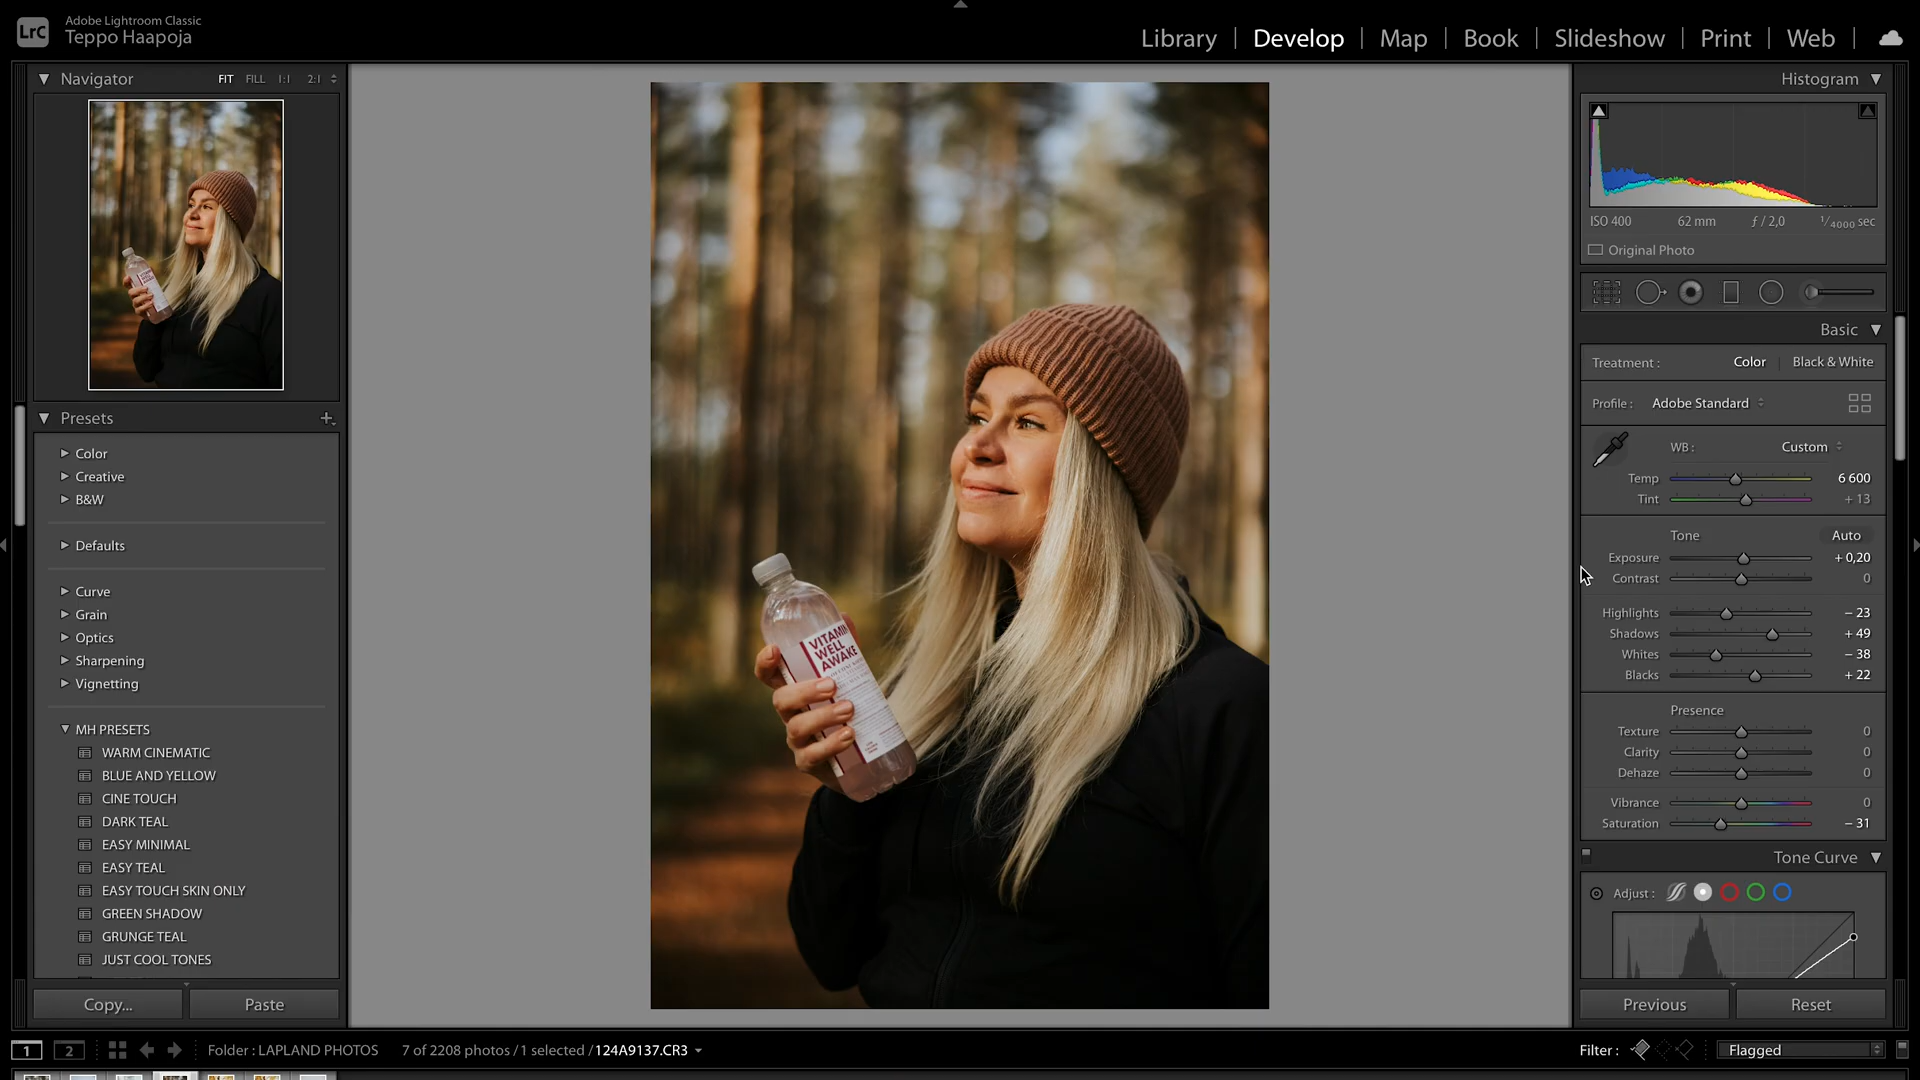 LrC
Adobe Lightroom Classic
Teppo Haapoja
Library | Develop | Map | Book | Slideshow | Print | Web
Navigator FIT FILL 1:1 2:1
Presets
Color
Creative
B&W
Defaults
Curve
Grain
Optics
Sharpening
Vignetting
MH PRESETS
WARM CINEMATIC
BLUE AND YELLOW
CINE TOUCH
DARK TEAL
EASY MINIMAL
EASY TEAL
EASY TOUCH SKIN ONLY
GREEN SHADOW
GRUNGE TEAL
JUST COOL TONES
Copy... Paste
VITAMIN
WELL
AWAKE
Histogram
ISO 400 62 mm ƒ / 2,0 1/4000 sec
Original Photo
Basic
Treatment : Color | Black & White
Profile : Adobe Standard
WB : Custom
Temp 6 600
Tint + 13
Tone Auto
Exposure + 0,20
Contrast 0
Highlights – 23
Shadows + 49
Whites – 38
Blacks + 22
Presence
Texture 0
Clarity 0
Dehaze 0
Vibrance 0
Saturation – 31
Tone Curve
Adjust :
Previous Reset
1 2 Folder : LAPLAND PHOTOS 7 of 2208 photos / 1 selected / 124A9137.CR3 Filter : Flagged